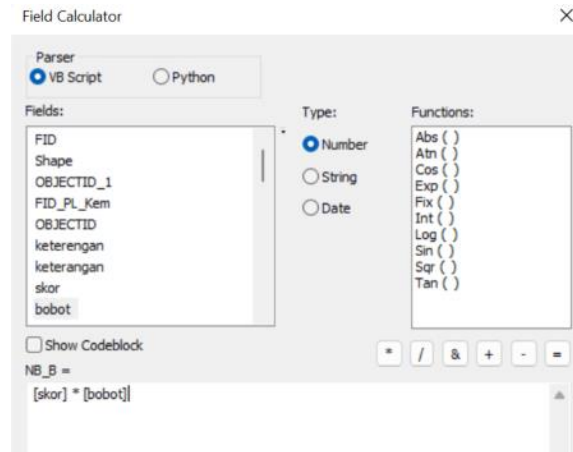 Field Calculator
Parser
VB Script Python
Fields:
FID
Shape
OBJECTID_1
FID_PL_Kem
OBJECTID
keterengan
keterangan
skor
bobot
Type:
Number
String
Date
Functions:
Abs ( )
Atn ( )
Cos ( )
Exp ( )
Fix ( )
Int ( )
Log ( )
Sin ( )
Sqr ( )
Tan ( )
Show Codeblock
* / & + - =
NB_B =
[skor] * [bobot]